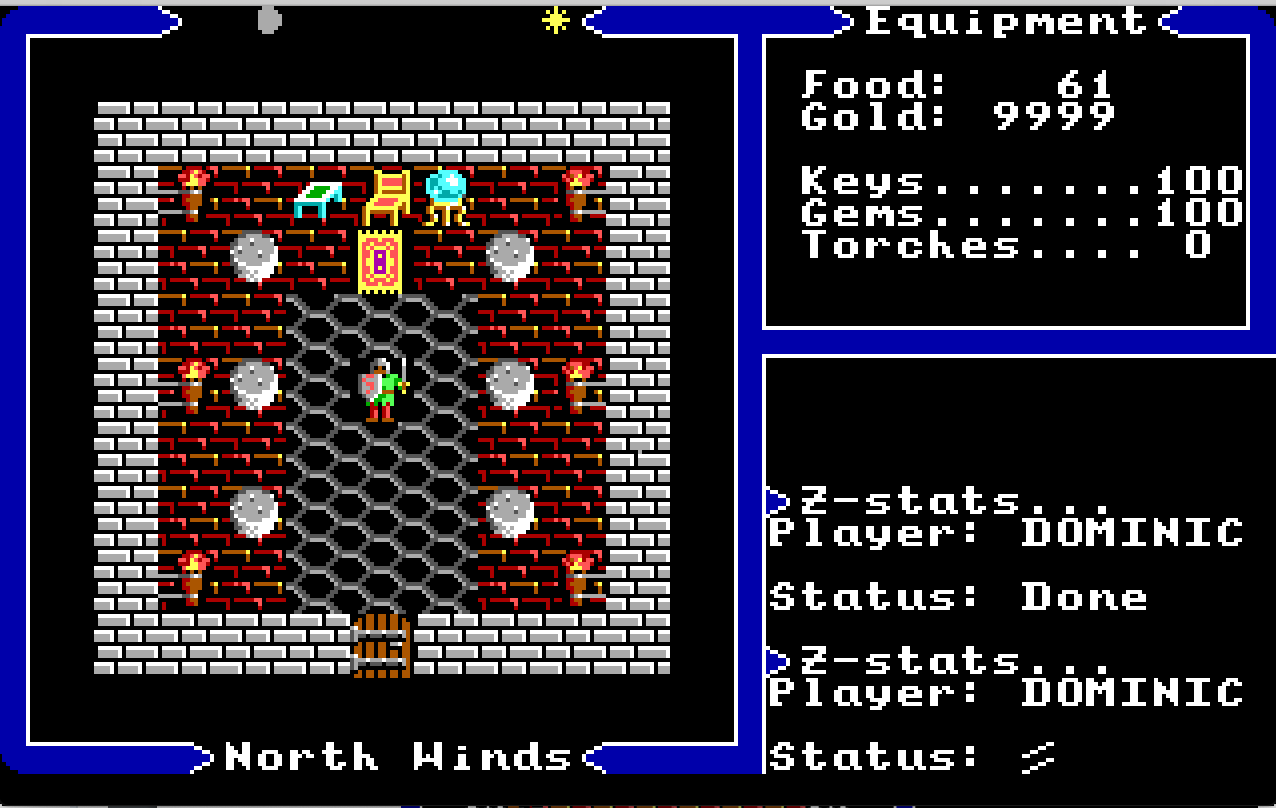 Equipment
Food: 61
Gold: 9999
Keys.......100
Gems.......100
Torches.... 0
Z-stats...
Player: DOMINIC
Status: Done
Z-stats...
Player: DOMINIC
Status:
North Winds